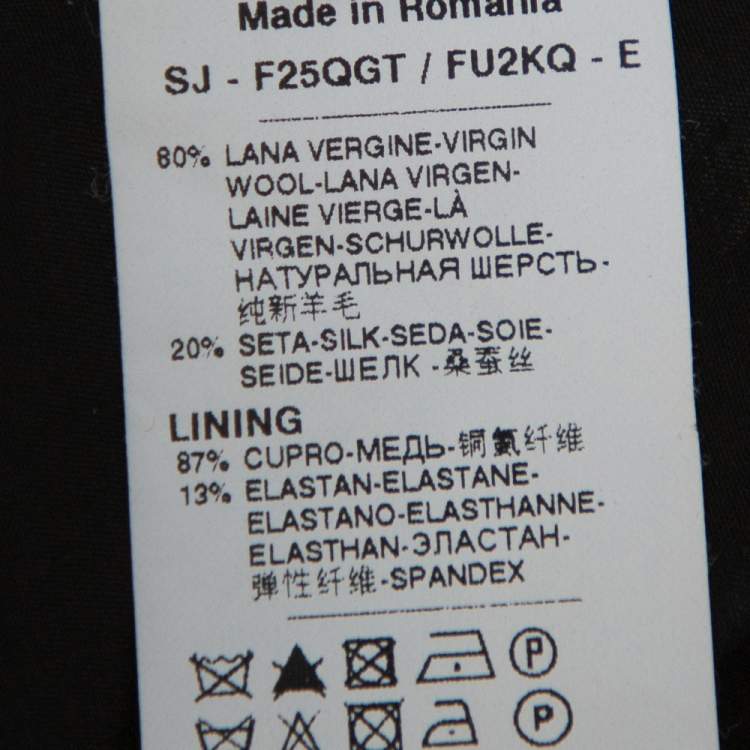 Made in Romania
SJ - F25QGT / FU2KQ - E
80% LANA VERGINE-VIRGIN
WOOL-LANA VIRGEN-
LAINE VIERGE-LÀ
VIRGEN-SCHURWOLLE-
НАТУРАЛЬНАЯ ШЕРСТЬ-
纯新羊毛
20% SETA-SILK-SEDA-SOIE-
SEIDE-ШЕЛК -桑蚕丝
LINING
87% CUPRO-МЕДЬ-铜氨纤维
13% ELASTAN-ELASTANE-
ELASTANO-ELASTHANNE-
ELASTHAN-ЭЛАСТАН-
弹性纤维-SPANDEX
P
P